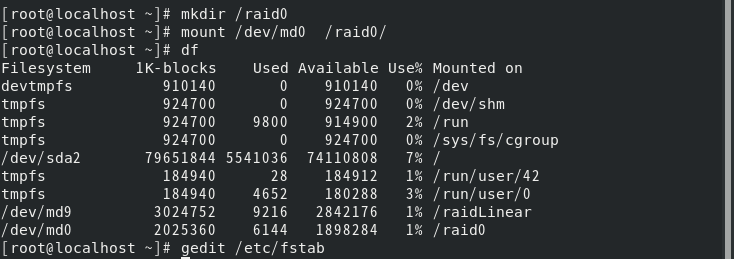 [root@localhost ~]# mkdir /raid0
[root@localhost ~]# mount /dev/md0  /raid0/
[root@localhost ~]# df
Filesystem     1K-blocks    Used Available Use% Mounted on
devtmpfs          910140       0    910140   0% /dev
tmpfs             924700       0    924700   0% /dev/shm
tmpfs             924700    9800    914900   2% /run
tmpfs             924700       0    924700   0% /sys/fs/cgroup
/dev/sda2       79651844 5541036  74110808   7% /
tmpfs             184940      28    184912   1% /run/user/42
tmpfs             184940    4652    180288   3% /run/user/0
/dev/md9         3024752    9216   2842176   1% /raidLinear
/dev/md0         2025360    6144   1898284   1% /raid0
[root@localhost ~]# gedit /etc/fstab